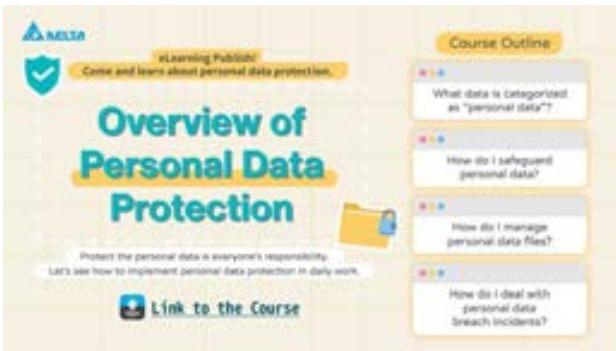 DELTA
eLearning Publish!
Come and learn about personal data protection.
Overview of
Personal Data
Protection
Protect the personal data is everyone's responsibility.
Let's see how to implement personal data protection in daily work.
Link to the Course
Course Outline
What data is categorized
as "personal data"?
How do I safeguard
personal data?
How do I manage
personal data files?
How do I deal with
personal data
breach incidents?